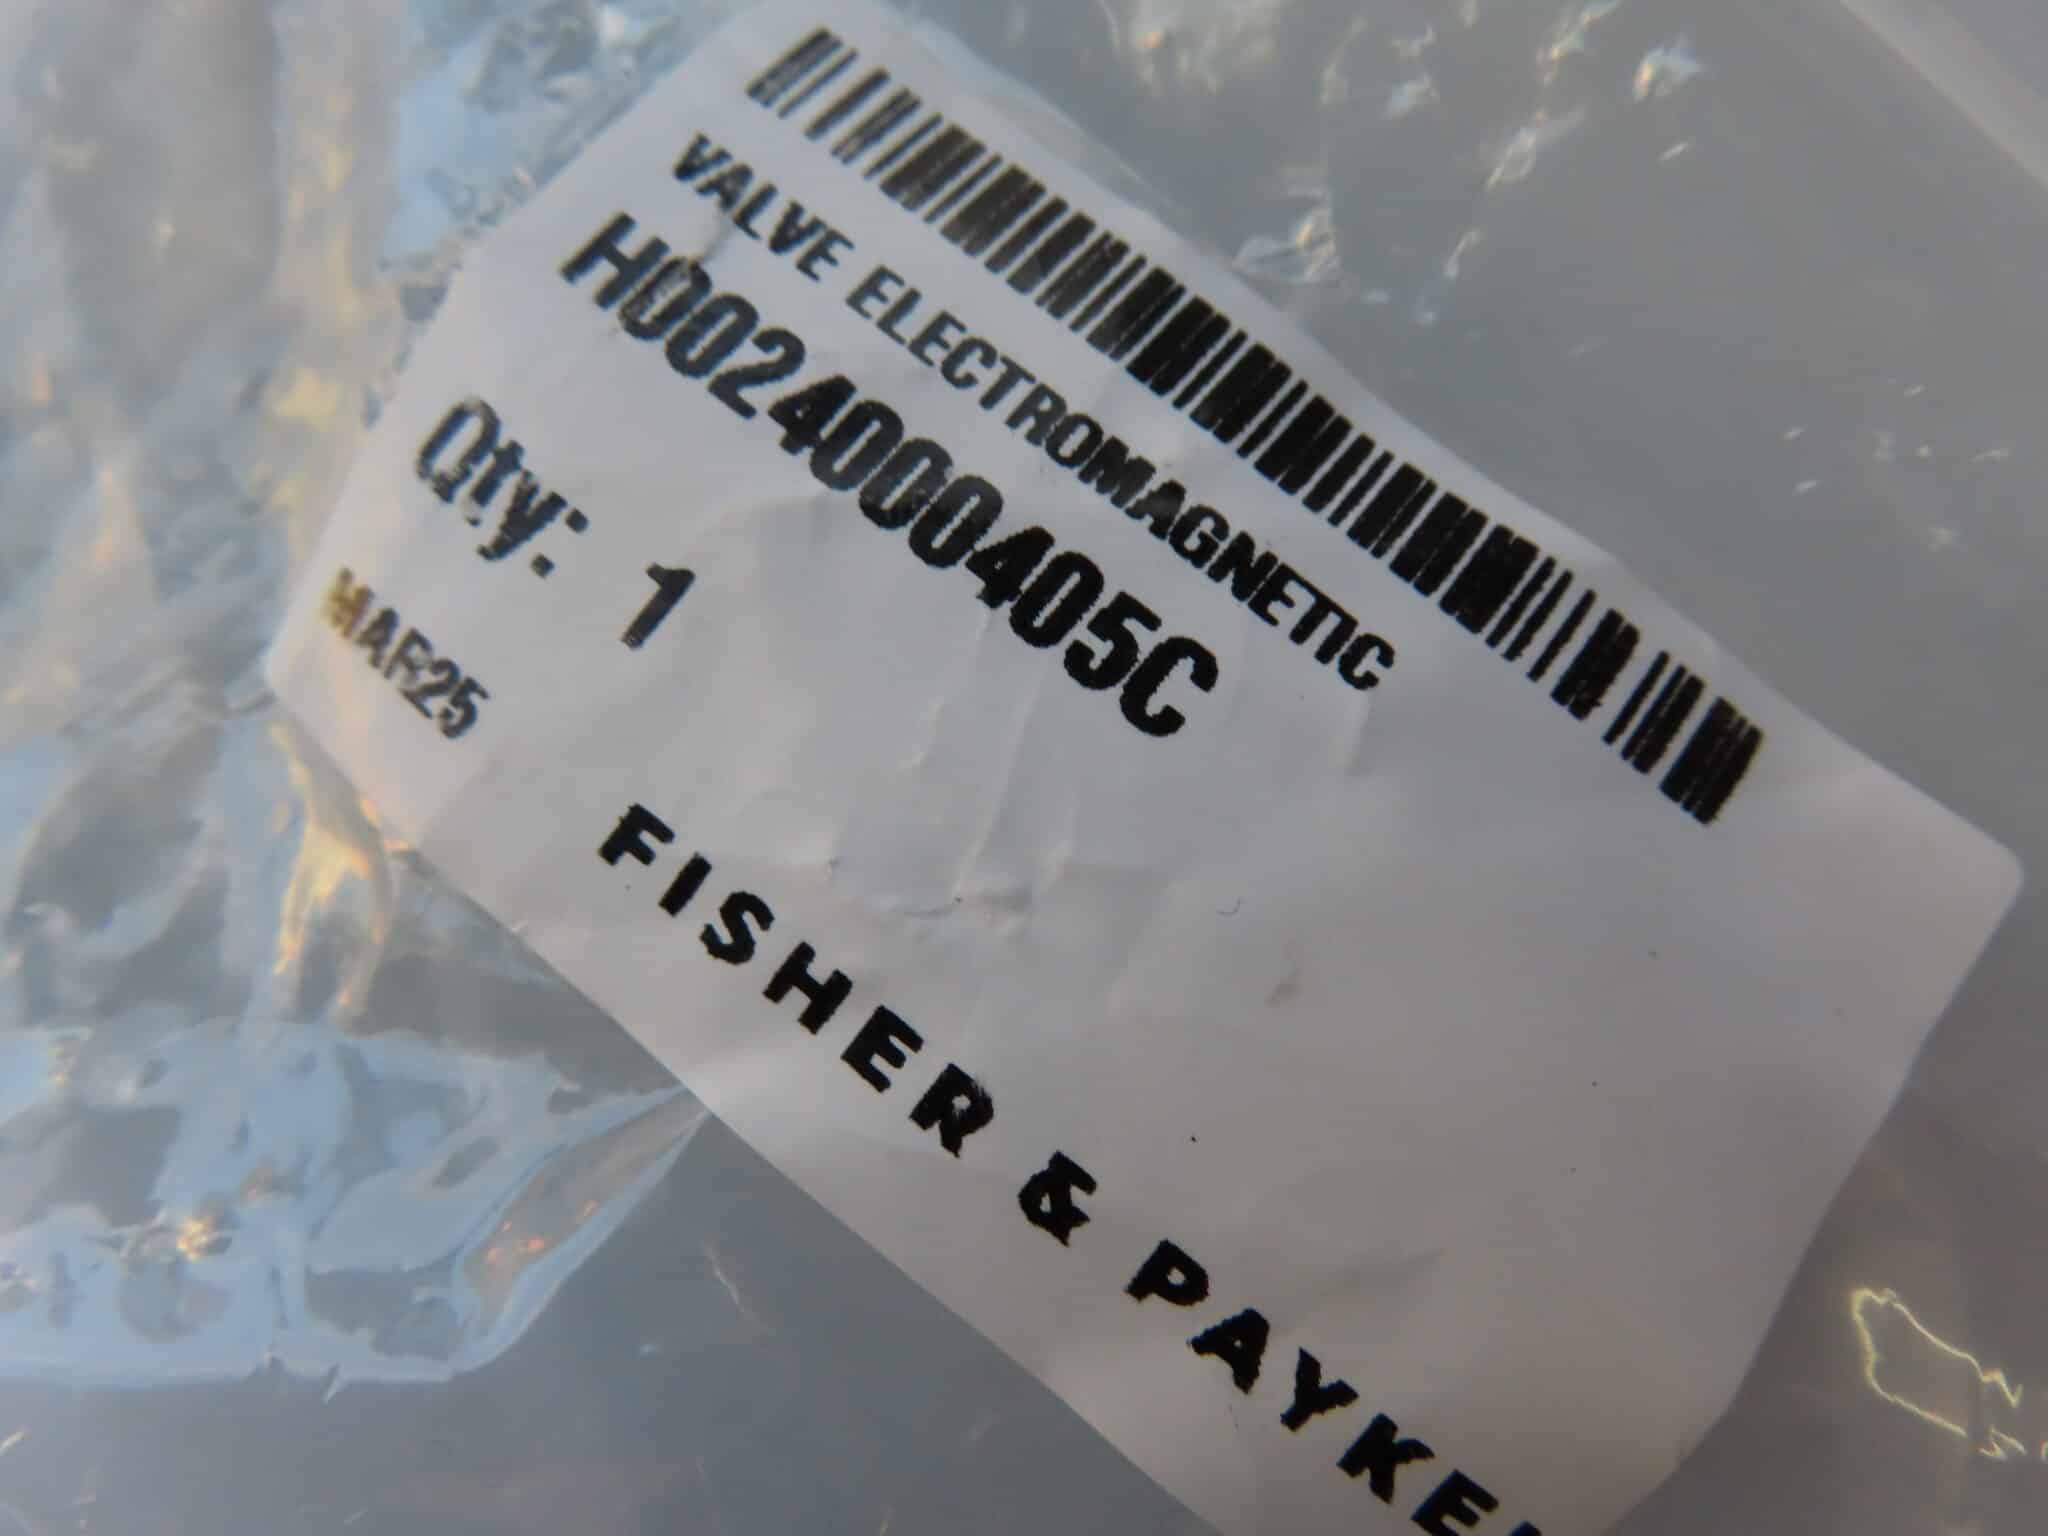 VALVE ELECTROMAGNETIC
H0024000405C
Qty: 1
MAR25
FISHER & PAYKE